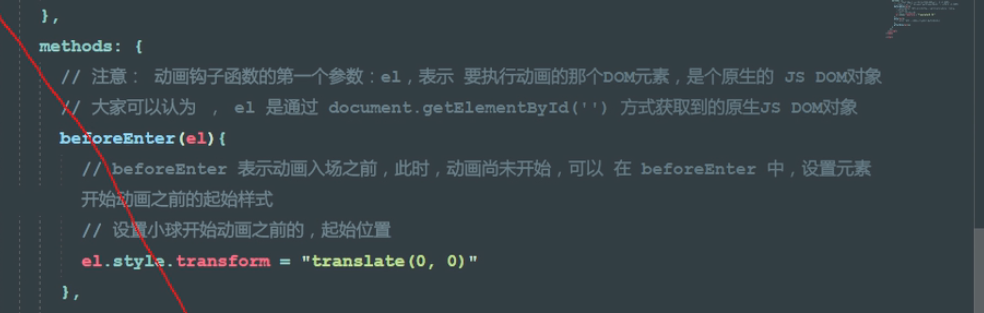 },
methods: {
// 注意： 动画钩子函数的第一个参数：el，表示 要执行动画的那个DOM元素，是个原生的 JS DOM对象
// 大家可以认为 ， el 是通过 document.getElementById('') 方式获取到的原生JS DOM对象
beforeEnter(el){
// beforeEnter 表示动画入场之前，此时，动画尚未开始，可以 在 beforeEnter 中，设置元素
开始动画之前的起始样式
// 设置小球开始动画之前的，起始位置
el.style.transform = "translate(0, 0)"
},